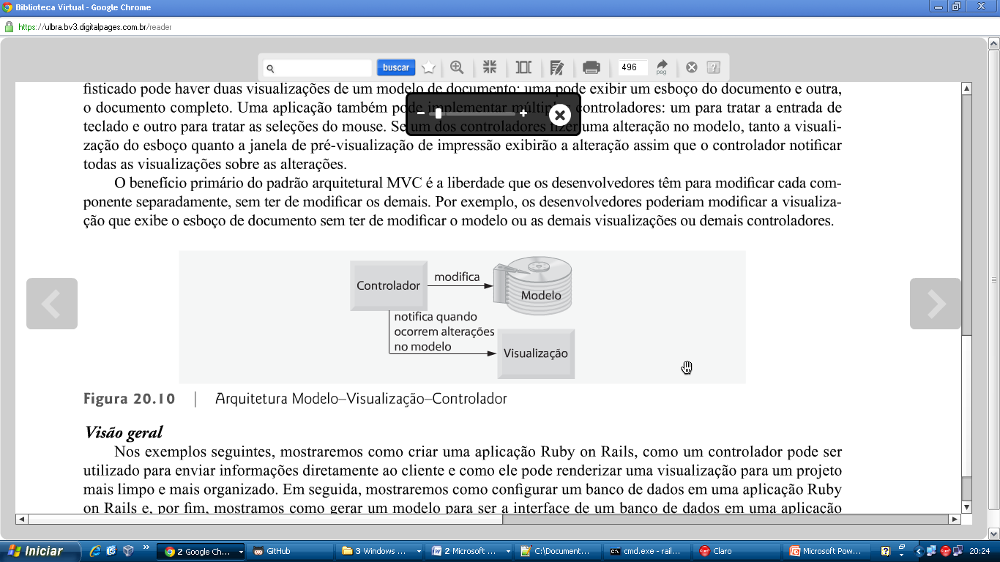 Biblioteca Virtual - Google Chrome
https://ulbra.bv3.digitalpages.com.br/reader
buscar
496
pag
?
fisticado pode haver duas visualizações de um modelo de documento: uma pode exibir um esboço do documento e outra,
o documento completo. Uma aplicação também pode implementar múltiplos controladores: um para tratar a entrada de
teclado e outro para tratar as seleções do mouse. Se um dos controladores fizer uma alteração no modelo, tanto a visuali-
zação do esboço quanto a janela de pré-visualização de impressão exibirão a alteração assim que o controlador notificar
todas as visualizações sobre as alterações.
O benefício primário do padrão arquitetural MVC é a liberdade que os desenvolvedores têm para modificar cada com-
ponente separadamente, sem ter de modificar os demais. Por exemplo, os desenvolvedores poderiam modificar a visualiza-
ção que exibe o esboço de documento sem ter de modificar o modelo ou as demais visualizações ou demais controladores.
Controlador
modifica
Modelo
notifica quando
ocorrem alterações
no modelo
Visualização
Figura 20.10 | Arquitetura Modelo–Visualização–Controlador
Visão geral
Nos exemplos seguintes, mostraremos como criar uma aplicação Ruby on Rails, como um controlador pode ser
utilizado para enviar informações diretamente ao cliente e como ele pode renderizar uma visualização para um projeto
mais limpo e mais organizado. Em seguida, mostraremos como configurar um banco de dados em uma aplicação Ruby
on Rails e, por fim, mostramos como gerar um modelo para ser a interface de um banco de dados em uma aplicação
Iniciar
2 Google Ch...
GitHub
3 Windows ...
2 Microsoft ...
C:\Document...
cmd.exe - rail...
Claro
Microsoft Pow...
20:24